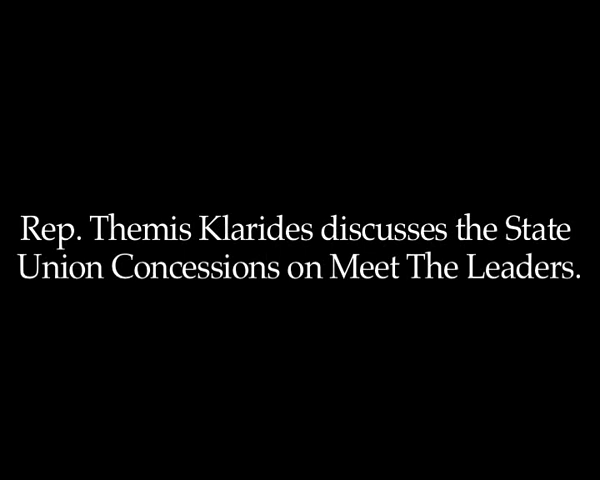 Rep. Themis Klarides discusses the State
Union Concessions on Meet The Leaders.